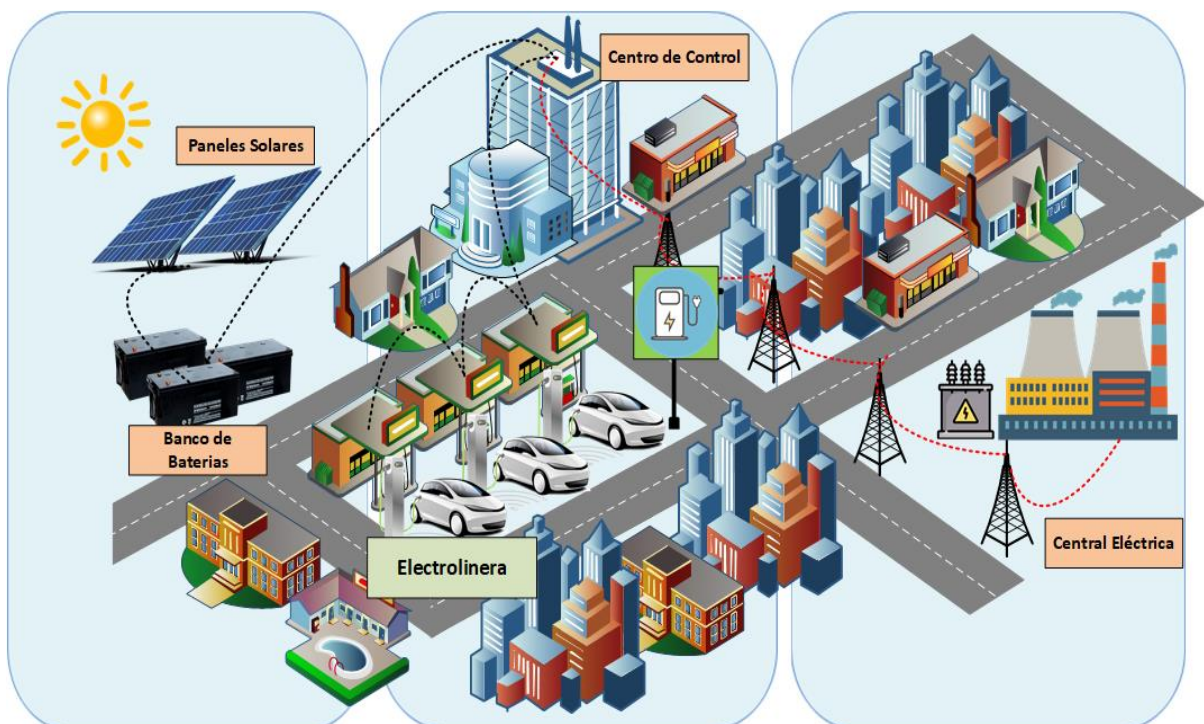 Centro de Control
Paneles Solares
Banco de
Baterias
Electrolinera
Central Eléctrica